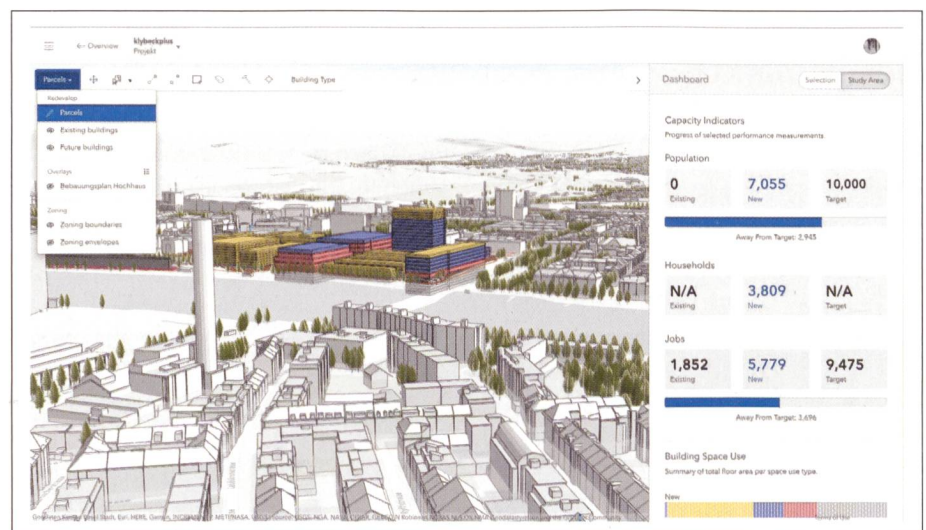 ← Overview
klybeckplus
Projekt
Parcels
Building Type
Redevelop
Parcels
Existing buildings
Future buildings
Overlays
Bebauungsplan Hochhaus
Zoning
Zoning boundaries
Zoning envelopes
Dashboard
Selection
Study Area
Capacity Indicators
Progress of selected performance measurements
Population
0
7,055
10,000
Existing
New
Target
Away From Target: 2,945
Households
N/A
3,809
N/A
Existing
New
Target
Jobs
1,852
5,779
9,475
Existing
New
Target
Away From Target: 3,696
Building Space Use
Summary of total floor area per space use type.
New